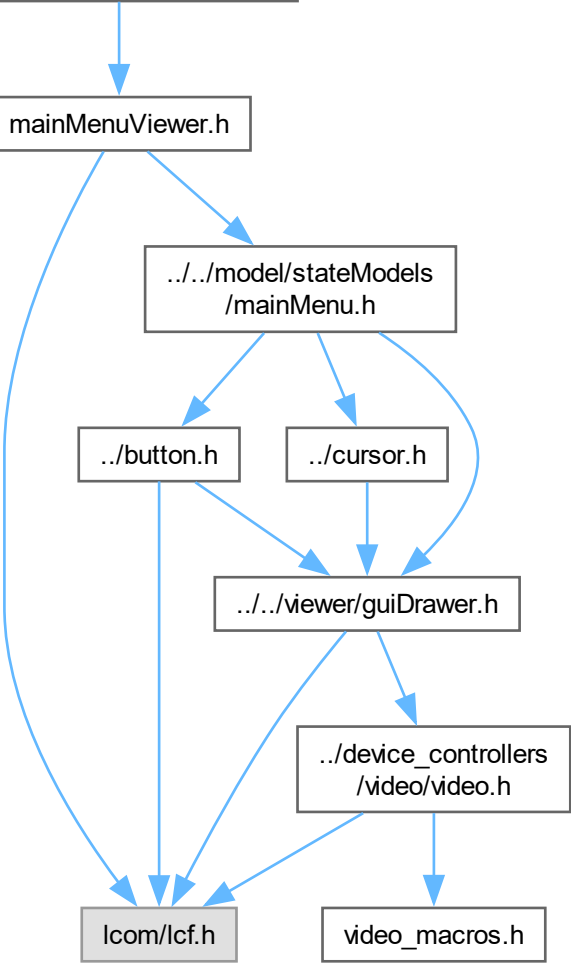 mainMenuViewer.h
../../model/stateModels
/mainMenu.h
../button.h
../cursor.h
../../viewer/guiDrawer.h
../device_controllers
/video/video.h
lcom/lcf.h
video_macros.h